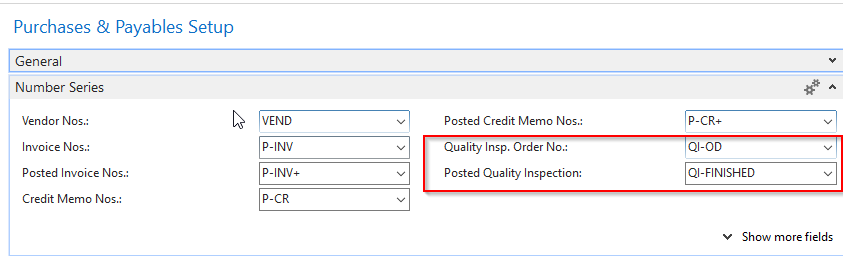 Purchases & Payables Setup
General
Number Series
Vendor Nos.: VEND
Invoice Nos.: P-INV
Posted Invoice Nos.: P-INV+
Credit Memo Nos.: P-CR
Posted Credit Memo Nos.: P-CR+
Quality Insp. Order No.: QI-OD
Posted Quality Inspection: QI-FINISHED
Show more fields